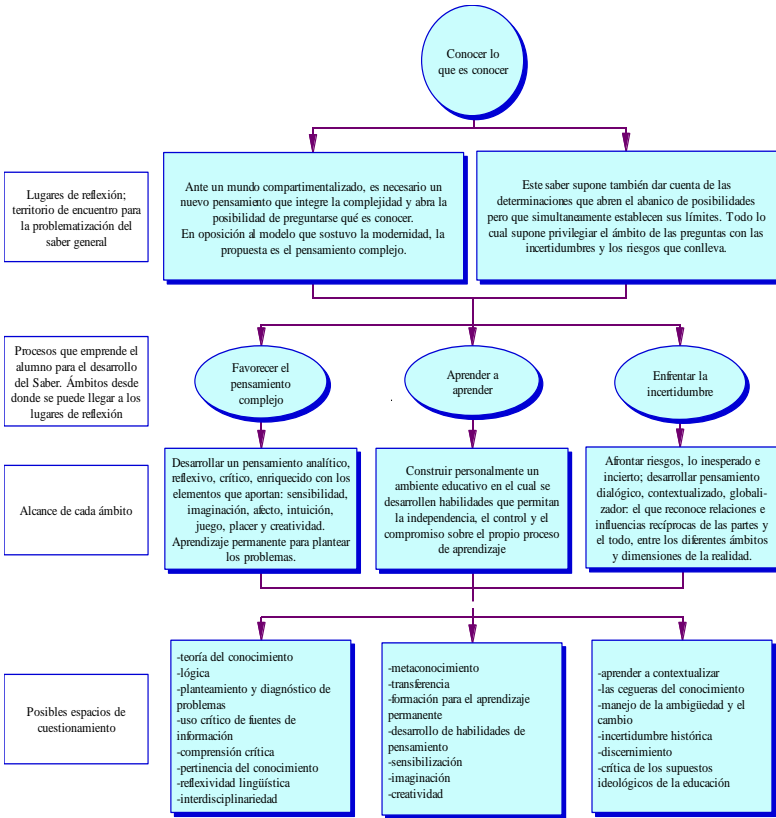 Conocer lo
que es conocer
Lugares de reflexión;
territorio de encuentro para
la problematización del
saber general
Ante un mundo compartimentalizado, es necesario un
nuevo pensamiento que integre la complejidad y abra la
posibilidad de preguntarse qué es conocer.
En oposición al modelo que sostuvo la modernidad, la
propuesta es el pensamiento complejo.
Este saber supone también dar cuenta de las
determinaciones que abren el abanico de posibilidades
pero que simultaneamente establecen sus límites. Todo lo
cual supone privilegiar el ámbito de las preguntas con las
incertidumbres y los riesgos que conlleva.
Procesos que emprende el
alumno para el desarrollo
del Saber. Ámbitos desde
donde se puede llegar a los
lugares de reflexión
Favorecer el
pensamiento
complejo
Aprender a
aprender
Enfrentar la
incertidumbre
Alcance de cada ámbito
Desarrollar un pensamiento analítico,
reflexivo, crítico, enriquecido con los
elementos que aportan: sensibilidad,
imaginación, afecto, intuición,
juego, placer y creatividad.
Aprendizaje permanente para plantear
los problemas.
Construir personalmente un
ambiente educativo en el cual se
desarrollen habilidades que permitan
la independencia, el control y el
compromiso sobre el propio proceso
de aprendizaje
Afrontar riesgos, lo inesperado e
incierto; desarrollar pensamiento
dialógico, contextualizado, globali-
zador: el que reconoce relaciones e
influencias recíprocas de las partes y
el todo, entre los diferentes ámbitos
y dimensiones de la realidad.
Posibles espacios de
cuestionamiento
-teoría del conocimiento
-lógica
-planteamiento y diagnóstico de
problemas
-uso crítico de fuentes de
información
-comprensión crítica
-pertinencia del conocimiento
-reflexividad lingüística
-interdisciplinariedad
-metaconocimiento
-transferencia
-formación para el aprendizaje
permanente
-desarrollo de habilidades de
pensamiento
-sensibilización
-imaginación
-creatividad
-aprender a contextualizar
-las cegueras del conocimiento
-manejo de la ambigüedad y el
cambio
-incertidumbre histórica
-discernimiento
-crítica de los supuestos
ideológicos de la educación